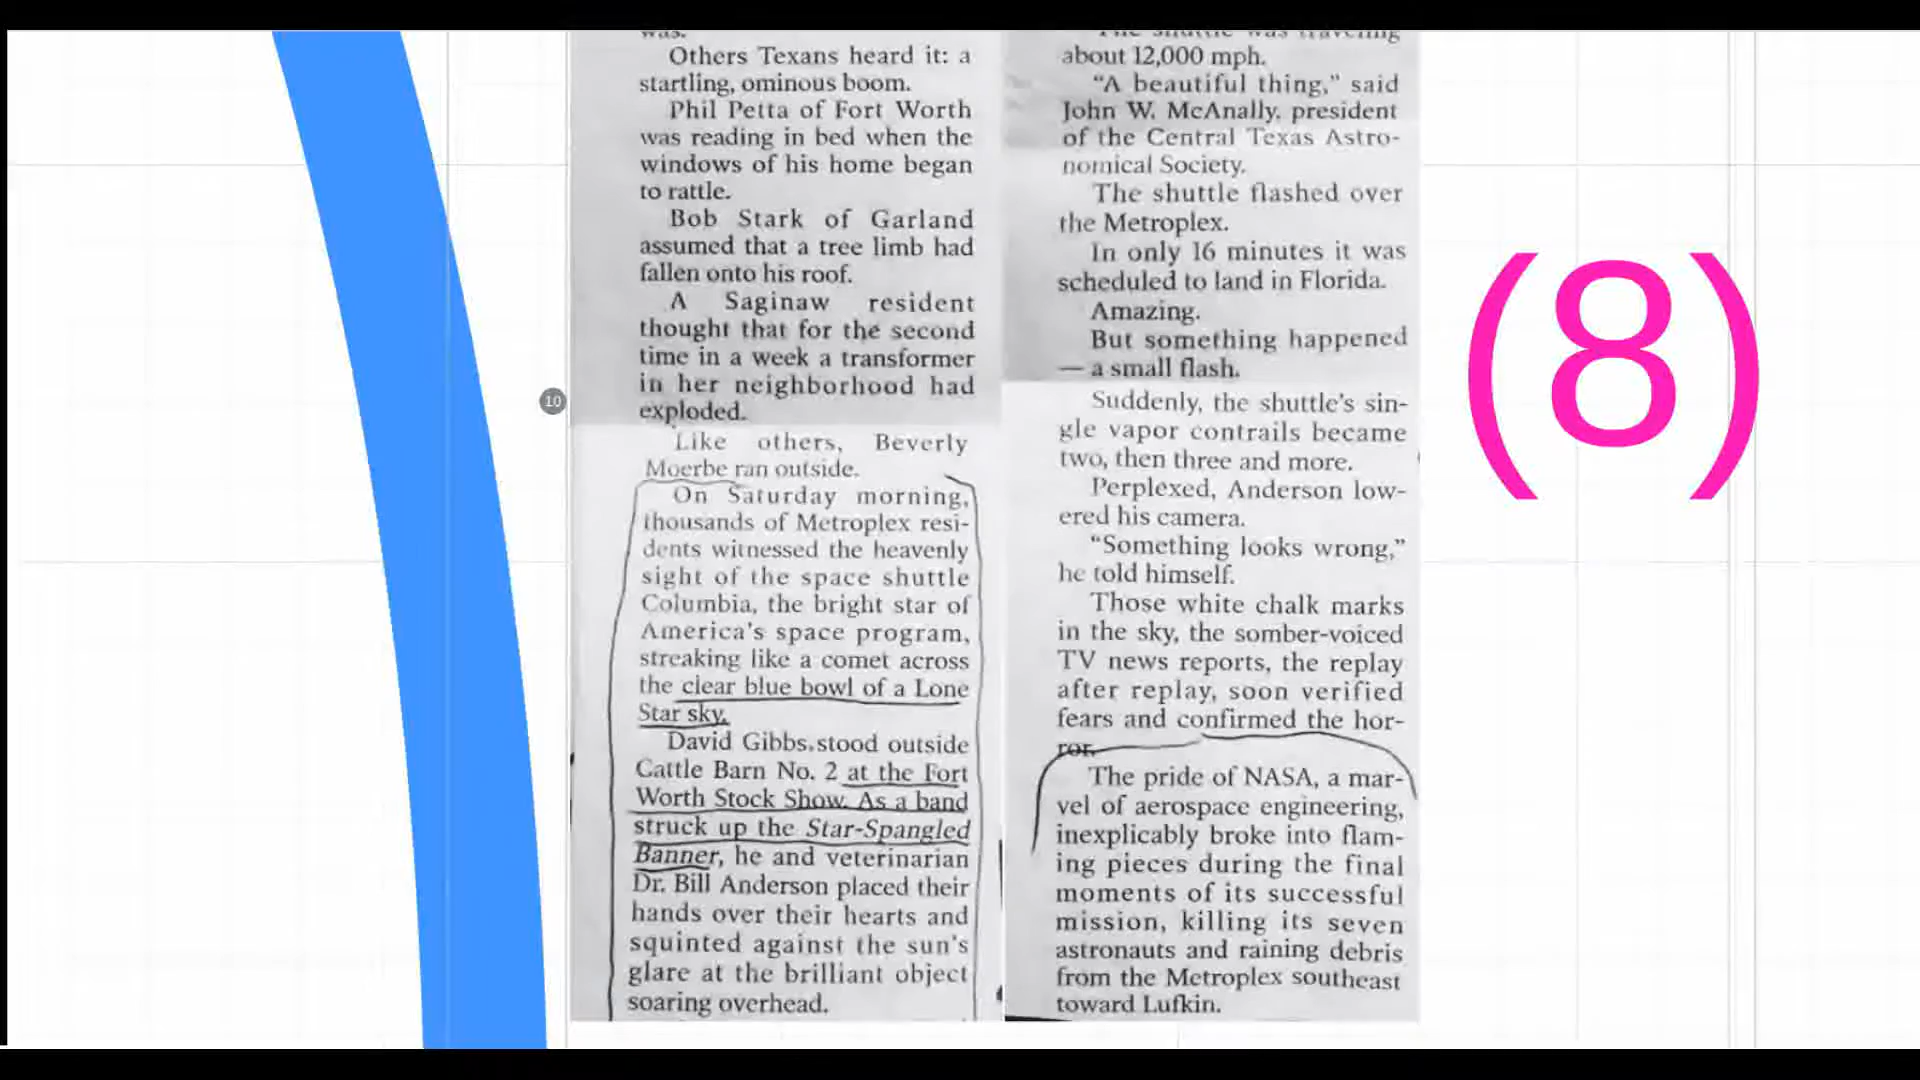 was.
Others Texans heard it: a
startling, ominous boom.
Phil Petta of Fort Worth
was reading in bed when the
windows of his home began
to rattle.
Bob Stark of Garland
assumed that a tree limb had
fallen onto his roof.
A Saginaw resident
thought that for the second
time in a week a transformer
in her neighborhood had
exploded.
Like others, Beverly
Moerbe ran outside.
On Saturday morning,
thousands of Metroplex resi-
dents witnessed the heavenly
sight of the space shuttle
Columbia, the bright star of
America's space program,
streaking like a comet across
the clear blue bowl of a Lone
Star sky.
David Gibbs stood outside
Cattle Barn No. 2 at the Fort
Worth Stock Show. As a band
struck up the Star-Spangled
Banner, he and veterinarian
Dr. Bill Anderson placed their
hands over their hearts and
squinted against the sun's
glare at the brilliant object
soaring overhead.
The shuttle was traveling
about 12,000 mph.
"A beautiful thing," said
John W. McAnally, president
of the Central Texas Astro-
nomical Society.
The shuttle flashed over
the Metroplex.
In only 16 minutes it was
scheduled to land in Florida.
Amazing.
But something happened
— a small flash.
Suddenly, the shuttle's sin-
gle vapor contrails became
two, then three and more.
Perplexed, Anderson low-
ered his camera.
"Something looks wrong,"
he told himself.
Those white chalk marks
in the sky, the somber-voiced
TV news reports, the replay
after replay, soon verified
fears and confirmed the hor-
ror.
The pride of NASA, a mar-
vel of aerospace engineering,
inexplicably broke into flam-
ing pieces during the final
moments of its successful
mission, killing its seven
astronauts and raining debris
from the Metroplex southeast
toward Lufkin.
10
(8)